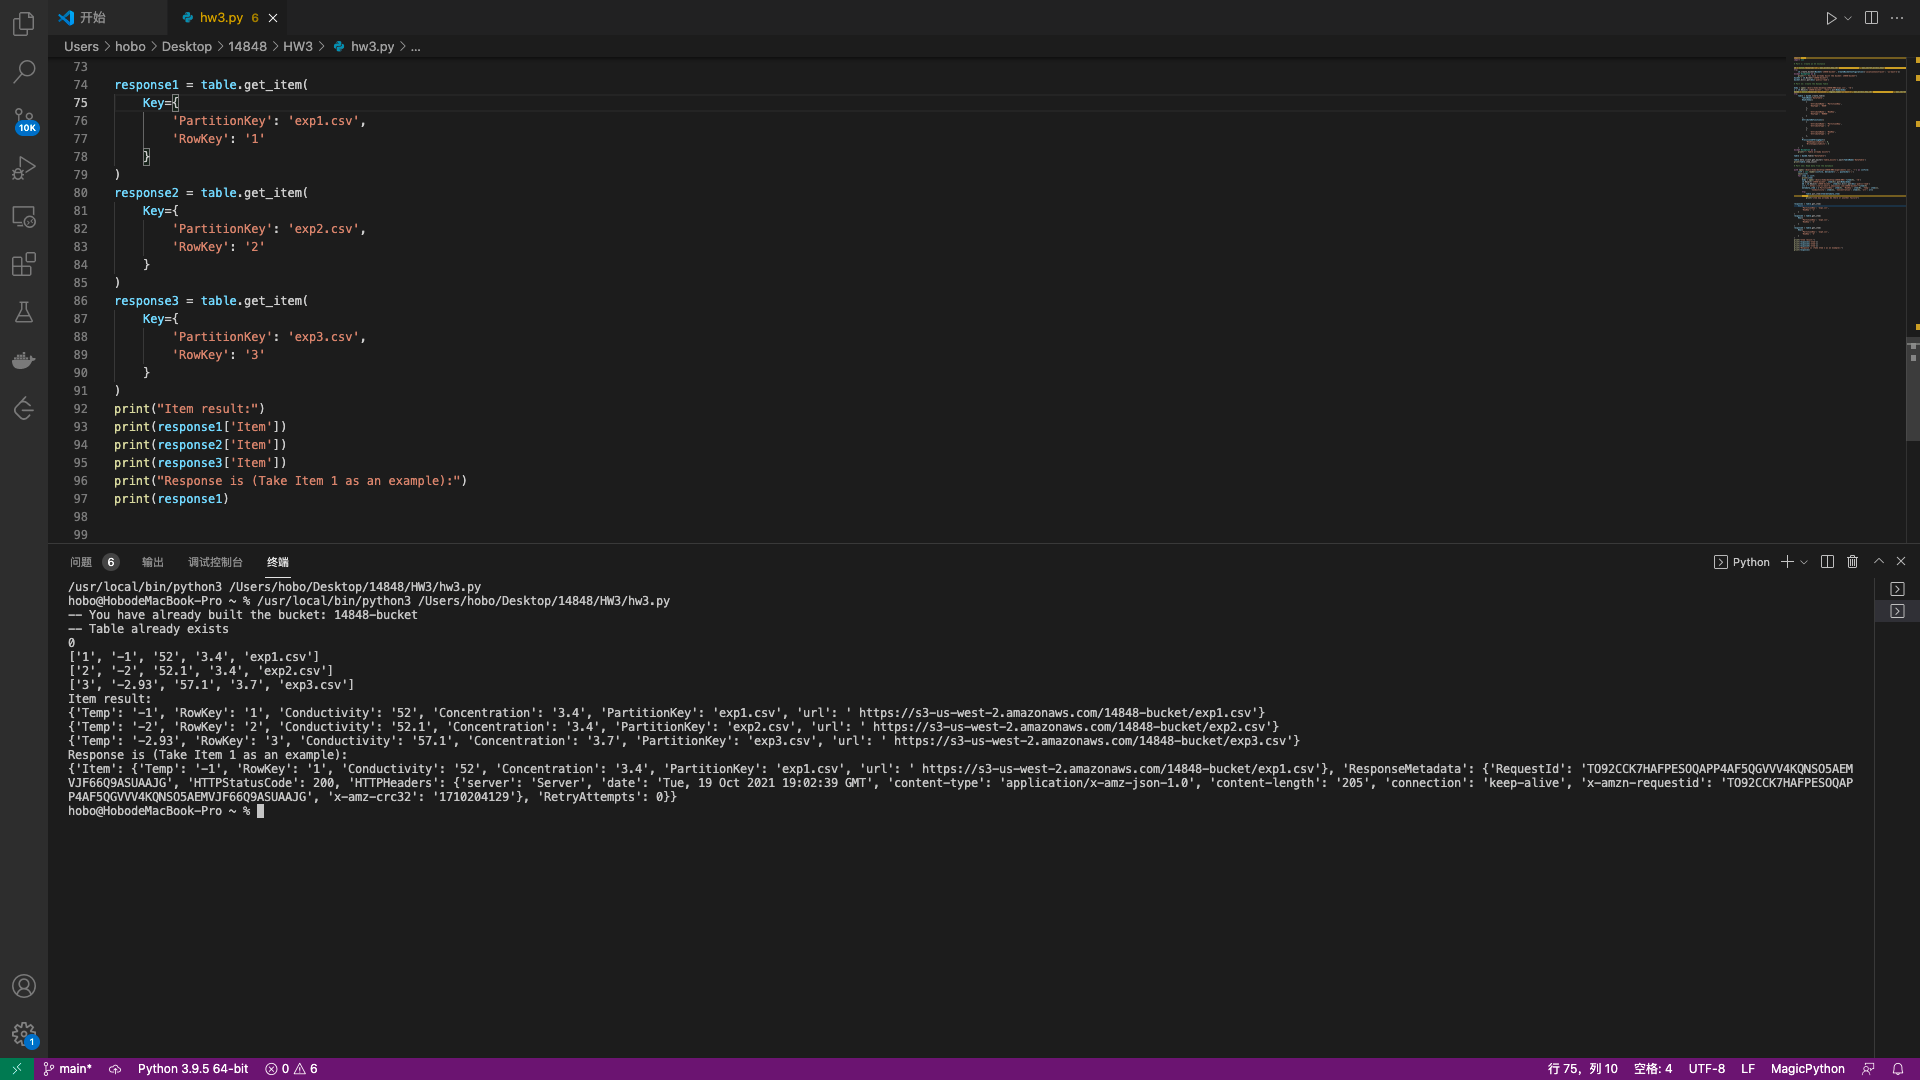 开始
hw3.py 6
Users > hobo > Desktop > 14848 > HW3 > hw3.py > ...
10K
73
74 response1 = table.get_item(
75     Key={
76         'PartitionKey': 'exp1.csv',
77         'RowKey': '1'
78     }
79 )
80 response2 = table.get_item(
81     Key={
82         'PartitionKey': 'exp2.csv',
83         'RowKey': '2'
84     }
85 )
86 response3 = table.get_item(
87     Key={
88         'PartitionKey': 'exp3.csv',
89         'RowKey': '3'
90     }
91 )
92 print("Item result:")
93 print(response1['Item'])
94 print(response2['Item'])
95 print(response3['Item'])
96 print("Response is (Take Item 1 as an example):")
97 print(response1)
98
99
问题 6 输出 调试控制台 终端
Python
/usr/local/bin/python3 /Users/hobo/Desktop/14848/HW3/hw3.py
hobo@HobodeMacBook-Pro ~ % /usr/local/bin/python3 /Users/hobo/Desktop/14848/HW3/hw3.py
-- You have already built the bucket: 14848-bucket
-- Table already exists
0
['1', '-1', '52', '3.4', 'exp1.csv']
['2', '-2', '52.1', '3.4', 'exp2.csv']
['3', '-2.93', '57.1', '3.7', 'exp3.csv']
Item result:
{'Temp': '-1', 'RowKey': '1', 'Conductivity': '52', 'Concentration': '3.4', 'PartitionKey': 'exp1.csv', 'url': ' https://s3-us-west-2.amazonaws.com/14848-bucket/exp1.csv'}
{'Temp': '-2', 'RowKey': '2', 'Conductivity': '52.1', 'Concentration': '3.4', 'PartitionKey': 'exp2.csv', 'url': ' https://s3-us-west-2.amazonaws.com/14848-bucket/exp2.csv'}
{'Temp': '-2.93', 'RowKey': '3', 'Conductivity': '57.1', 'Concentration': '3.7', 'PartitionKey': 'exp3.csv', 'url': ' https://s3-us-west-2.amazonaws.com/14848-bucket/exp3.csv'}
Response is (Take Item 1 as an example):
{'Item': {'Temp': '-1', 'RowKey': '1', 'Conductivity': '52', 'Concentration': '3.4', 'PartitionKey': 'exp1.csv', 'url': ' https://s3-us-west-2.amazonaws.com/14848-bucket/exp1.csv'}, 'ResponseMetadata': {'RequestId': 'TO92CCK7HAFPESOQAPP4AF5QGVVV4KQNSO5AEM
VJF66Q9ASUAAJG', 'HTTPStatusCode': 200, 'HTTPHeaders': {'server': 'Server', 'date': 'Tue, 19 Oct 2021 19:02:39 GMT', 'content-type': 'application/x-amz-json-1.0', 'content-length': '205', 'connection': 'keep-alive', 'x-amzn-requestid': 'TO92CCK7HAFPESOQAP
P4AF5QGVVV4KQNSO5AEMVJF66Q9ASUAAJG', 'x-amz-crc32': '1710204129'}, 'RetryAttempts': 0}}
hobo@HobodeMacBook-Pro ~ %
1
main* Python 3.9.5 64-bit 0 6 行 75，列 10 空格: 4 UTF-8 LF MagicPython